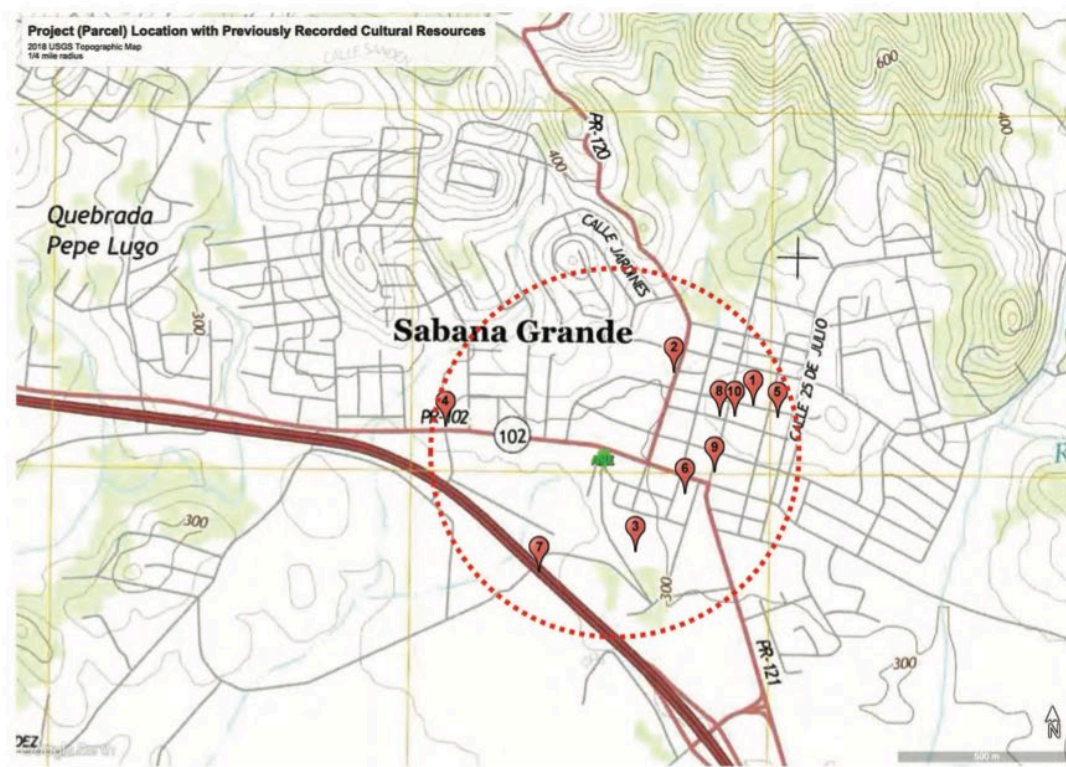 Project (Parcel) Location with Previously Recorded Cultural Resources
2018 USGS Topographic Map
1/4 mile radius
CALLE SANDEN
600
400
PR-120
400
Quebrada
Pepe Lugo
CALLE JARDINES
300
Sabana Grande
CALLE 25 DE JULIO
2
1
8
10
5
4
PR-102
102
9
6
R
3
7
300
300
PR-121
300
DEZ
N
500 m